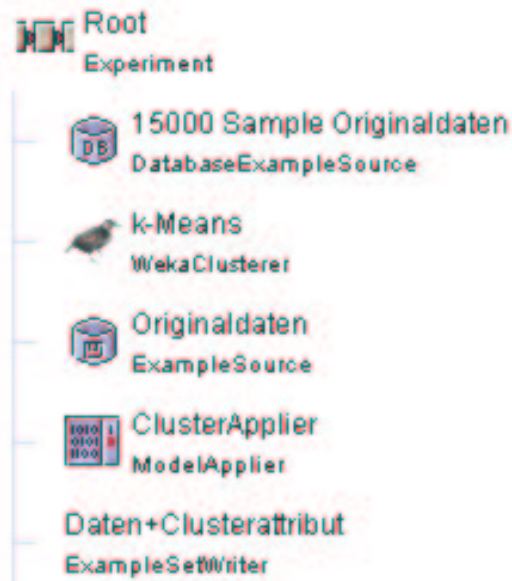 Root
Experiment
15000 Sample Originaldaten
DatabaseExampleSource
k-Means
WekaClusterer
Originaldaten
ExampleSource
ClusterApplier
ModelApplier
Daten+Clusterattribut
ExampleSetWriter